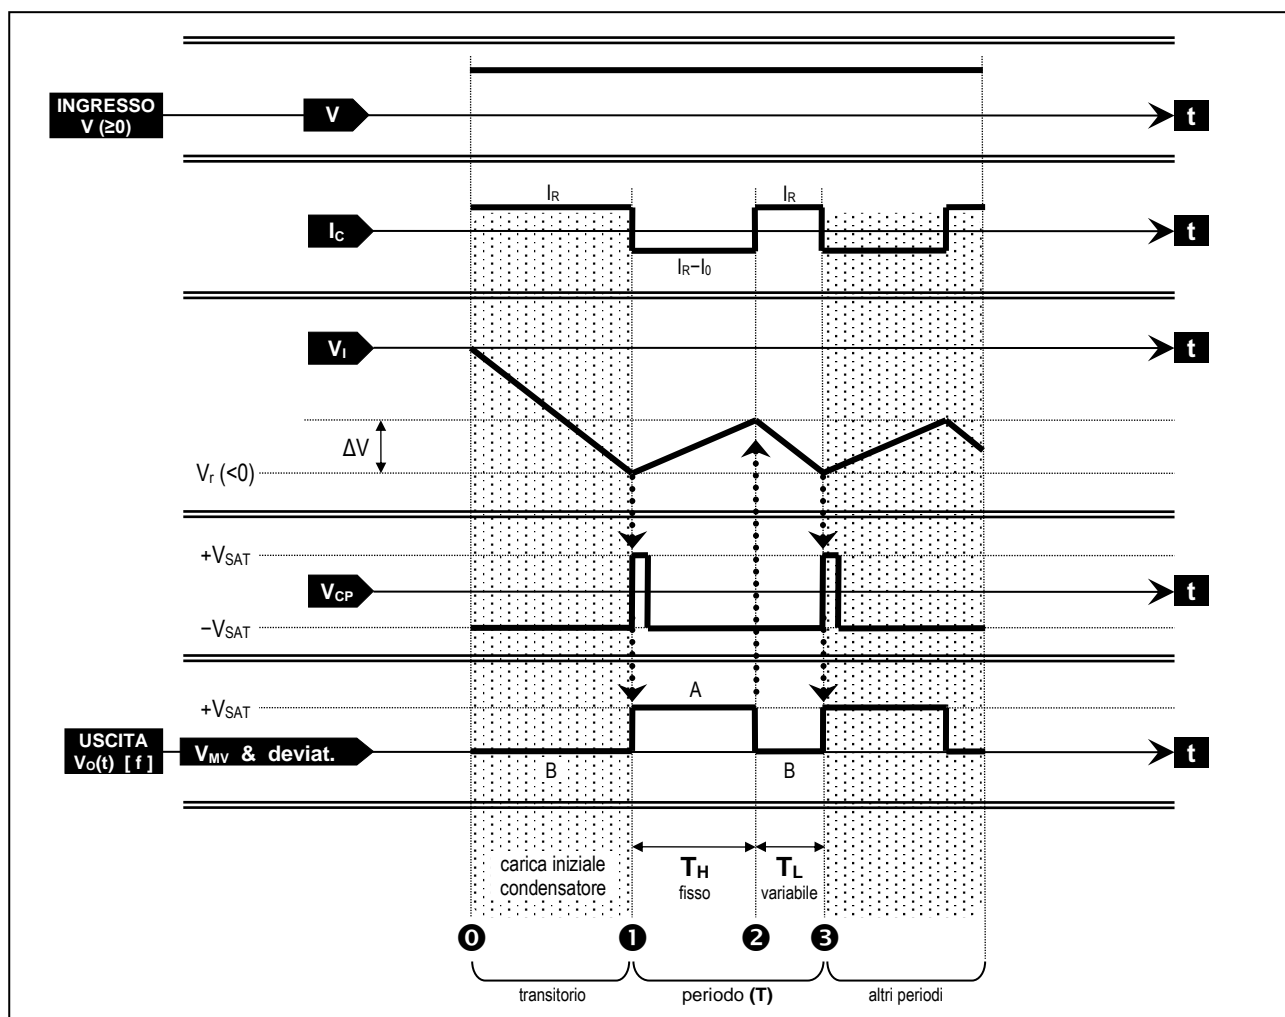 INGRESSO
V (≥0)
V
t
I_R
I_R
I_C
t
I_R–I_0
V_I
t
ΔV
V_r (<0)
+V_SAT
V_CP
t
–V_SAT
A
+V_SAT
USCITA
V_O(t) [ f ]
V_MV & deviat.
t
B
B
carica iniziale
condensatore
T_H
fisso
T_L
variabile
0
1
2
3
transitorio
periodo (T)
altri periodi